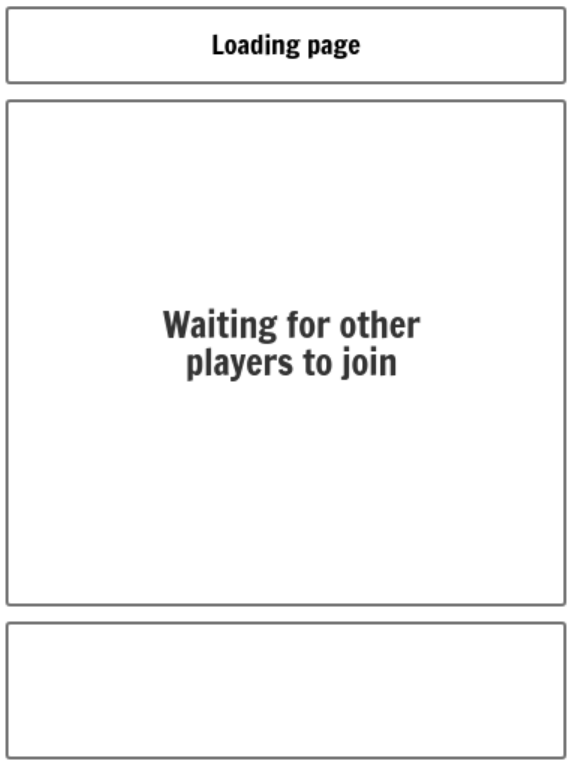 Loading page
Waiting for other
players to join